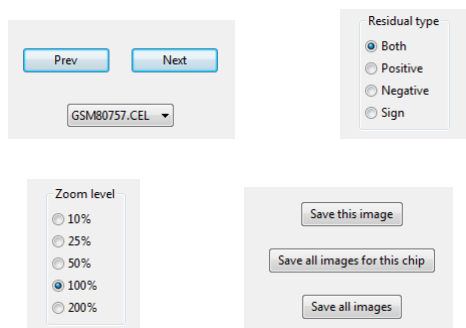 Prev
Next
GSM80757.CEL
Residual type
Both
Positive
Negative
Sign
Zoom level
10%
25%
50%
100%
200%
Save this image
Save all images for this chip
Save all images